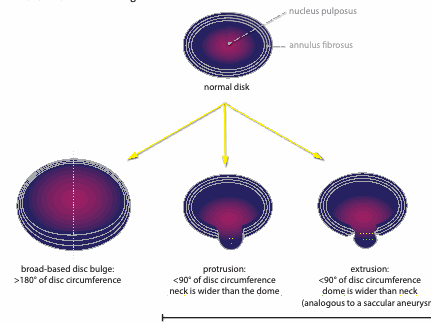 nucleus pulposus
annulus fibrosus
normal disk
broad-based disc bulge:
>180° of disc circumference
protrusion:
<90° of disc circumference
neck is wider than the dome
extrusion:
<90° of disc circumference
dome is wider than neck
(analogous to a saccular aneurysm